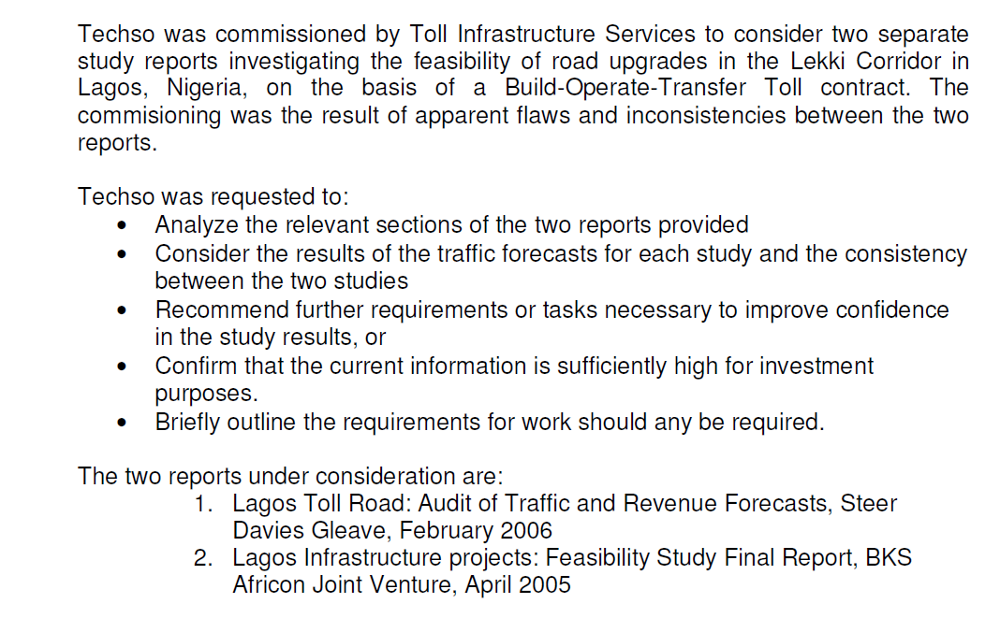 Techso was commissioned by Toll Infrastructure Services to consider two separate
study reports investigating the feasibility of road upgrades in the Lekki Corridor in
Lagos, Nigeria, on the basis of a Build-Operate-Transfer Toll contract. The
commisioning was the result of apparent flaws and inconsistencies between the two
reports.
Techso was requested to:
• Analyze the relevant sections of the two reports provided
• Consider the results of the traffic forecasts for each study and the consistency
between the two studies
• Recommend further requirements or tasks necessary to improve confidence
in the study results, or
• Confirm that the current information is sufficiently high for investment
purposes.
• Briefly outline the requirements for work should any be required.
The two reports under consideration are:
1. Lagos Toll Road: Audit of Traffic and Revenue Forecasts, Steer
Davies Gleave, February 2006
2. Lagos Infrastructure projects: Feasibility Study Final Report, BKS
Africon Joint Venture, April 2005